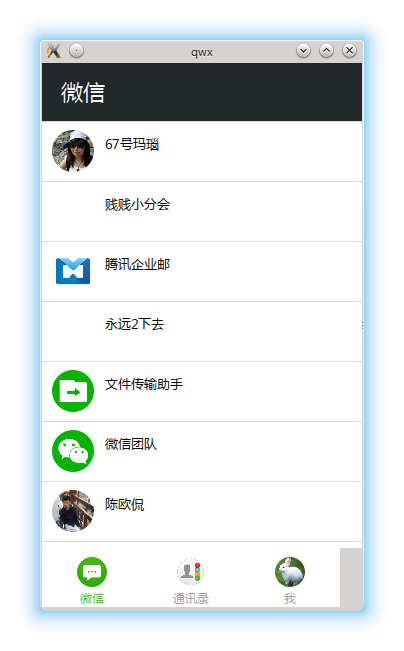 qwx
微信
67号玛瑙
贱贱小分会
腾讯企业邮
永远2下去
文件传输助手
微信团队
陈欧侃
微信
通讯录
我